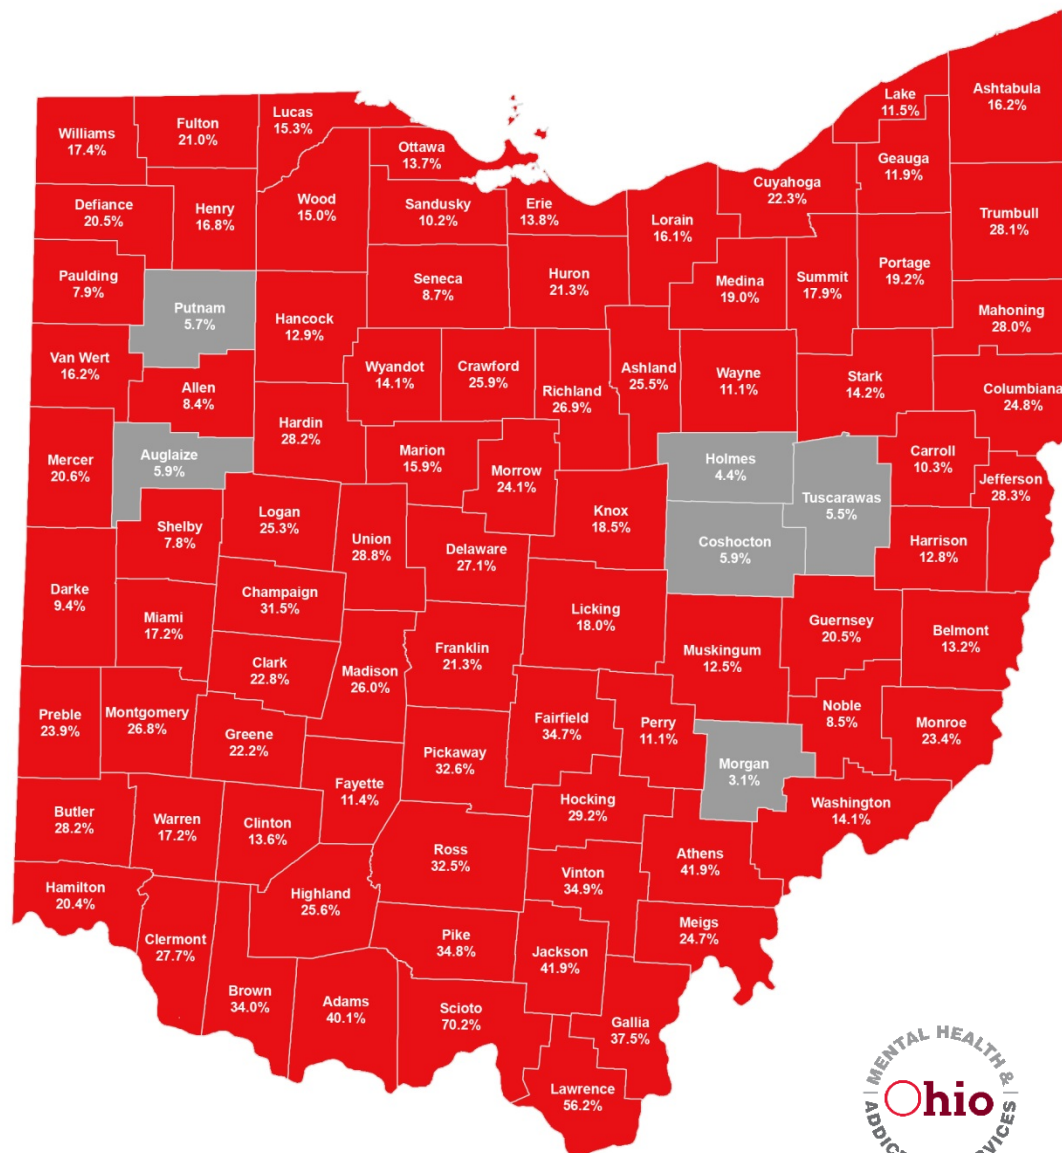 Ashtabula
16.2%
Lake
11.5%
Lucas
15.3%
Fulton
21.0%
Williams
17.4%
Ottawa
13.7%
Geauga
11.9%
Cuyahoga
22.3%
Wood
15.0%
Sandusky
10.2%
Erie
13.8%
Defiance
20.5%
Henry
16.8%
Lorain
16.1%
Trumbull
28.1%
Paulding
7.9%
Putnam
5.7%
Seneca
8.7%
Huron
21.3%
Medina
19.0%
Summit
17.9%
Portage
19.2%
Hancock
12.9%
Mahoning
28.0%
Van Wert
16.2%
Allen
8.4%
Wyandot
14.1%
Crawford
25.9%
Richland
26.9%
Ashland
25.5%
Wayne
11.1%
Stark
14.2%
Columbiana
24.8%
Hardin
28.2%
Mercer
20.6%
Auglaize
5.9%
Marion
15.9%
Morrow
24.1%
Holmes
4.4%
Tuscarawas
5.5%
Carroll
10.3%
Jefferson
28.3%
Shelby
7.8%
Logan
25.3%
Union
28.8%
Delaware
27.1%
Knox
18.5%
Coshocton
5.9%
Harrison
12.8%
Darke
9.4%
Miami
17.2%
Champaign
31.5%
Licking
18.0%
Guernsey
20.5%
Belmont
13.2%
Clark
22.8%
Madison
26.0%
Franklin
21.3%
Muskingum
12.5%
Preble
23.9%
Montgomery
26.8%
Greene
22.2%
Fairfield
34.7%
Perry
11.1%
Noble
8.5%
Monroe
23.4%
Pickaway
32.6%
Morgan
3.1%
Fayette
11.4%
Butler
28.2%
Warren
17.2%
Clinton
13.6%
Hocking
29.2%
Washington
14.1%
Ross
32.5%
Vinton
34.9%
Athens
41.9%
Hamilton
20.4%
Highland
25.6%
Clermont
27.7%
Pike
34.8%
Jackson
41.9%
Meigs
24.7%
Brown
34.0%
Adams
40.1%
Scioto
70.2%
Gallia
37.5%
Lawrence
56.2%
MENTAL HEALTH &
Ohio